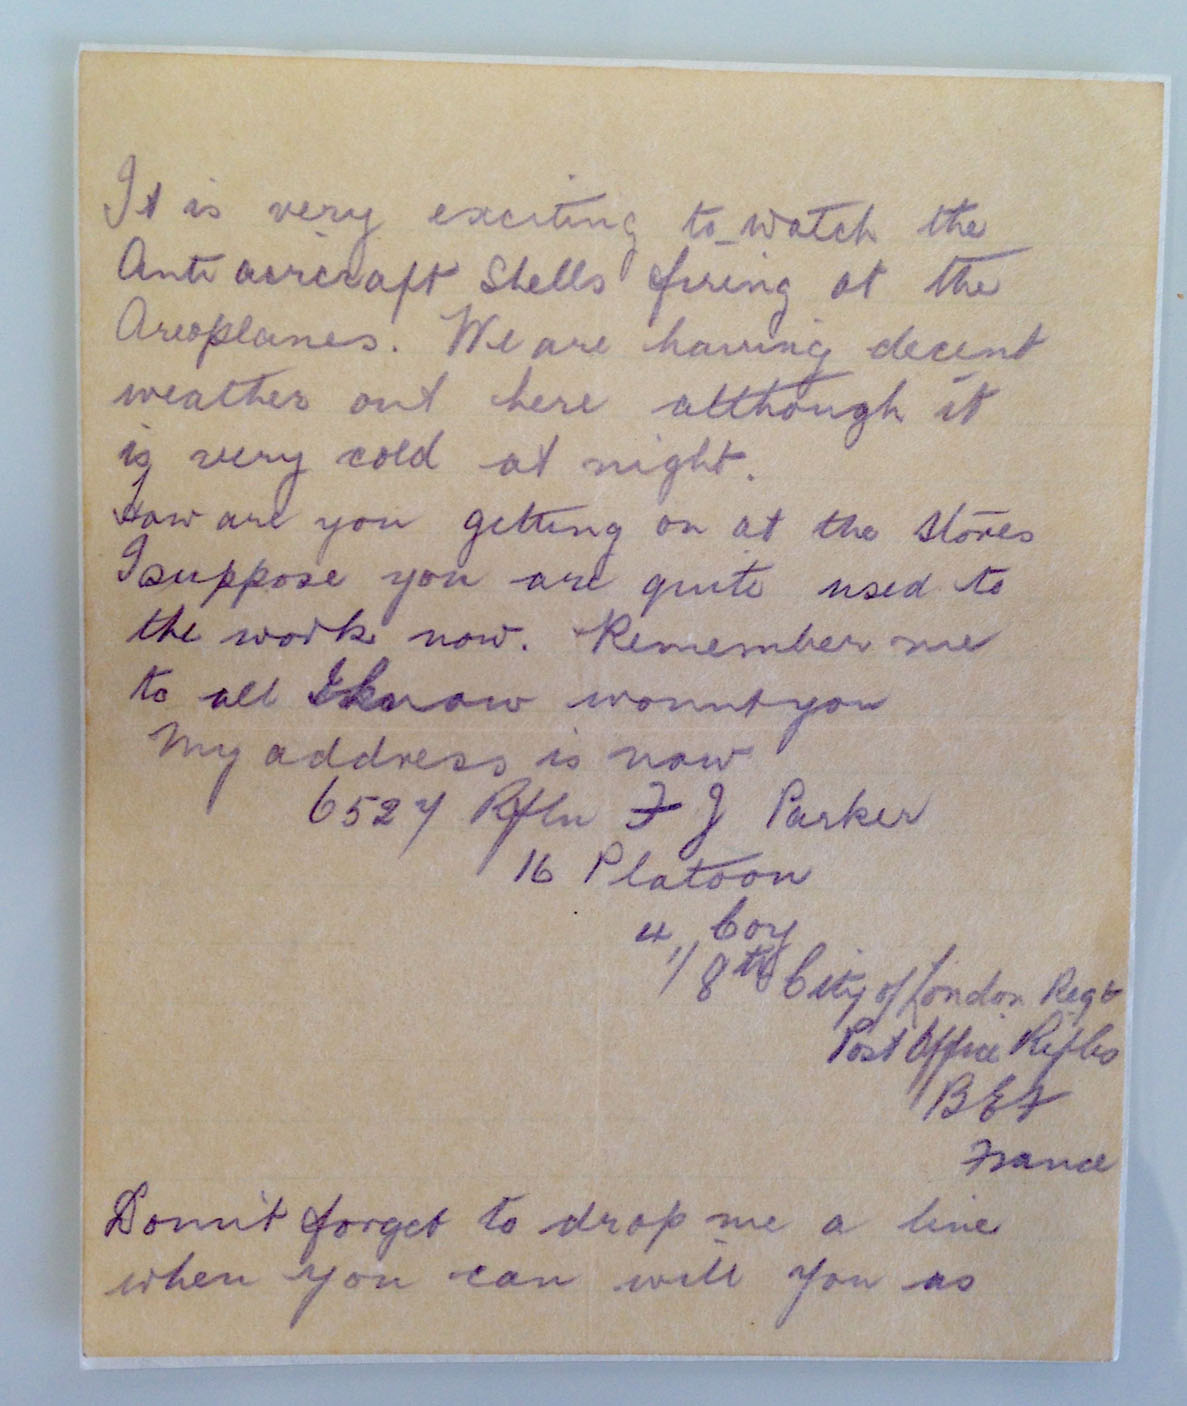 It is very exciting to watch the
Anti aircraft Shells firing at the
Areoplanes. We are having decent
weather out here although it
is very cold at night.
How are you getting on at the stores
I suppose you are quite used to
the work now. Remember me
to all I know wonnt you
My address is now
6527 Rfln F J Parker
16 Platoon
4 Coy
1/8th City of London Regt
Post Office Rifles
BEF
France
Donn't forget to drop me a line
when you can will you as